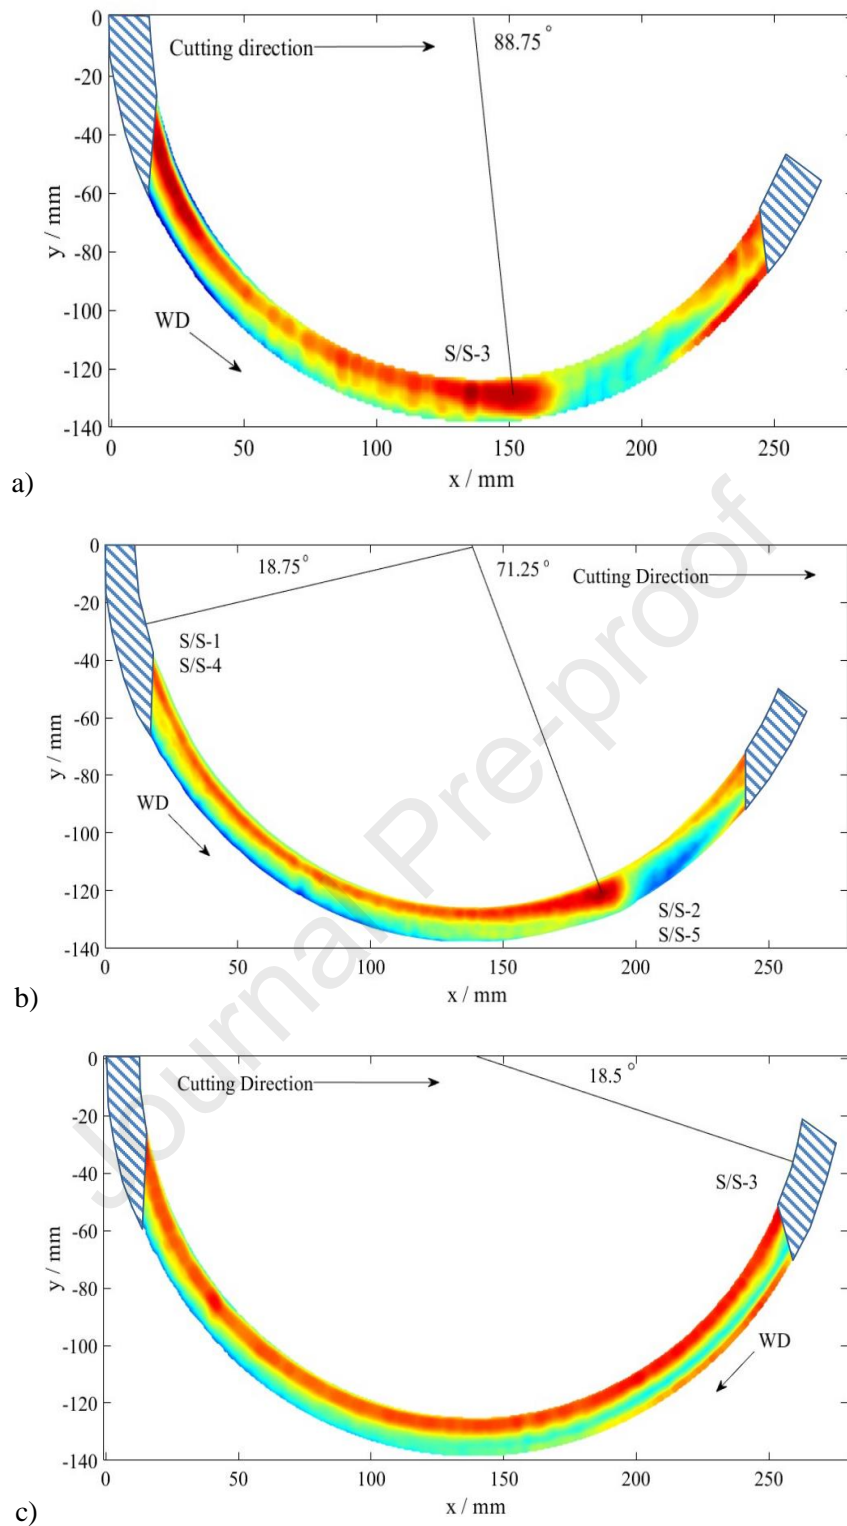 0
-20
-40
-60
-80
-100
-120
-140
y / mm
Cutting direction
88.75°
WD
S/S-3
0 50 100 150 200 250
x / mm
a)
0
-20
-40
-60
-80
-100
-120
-140
y / mm
18.75°
71.25°
Cutting Direction
S/S-1
S/S-4
WD
S/S-2
S/S-5
0 50 100 150 200 250
x / mm
b)
0
-20
-40
-60
-80
-100
-120
-140
y / mm
Cutting Direction
18.5°
S/S-3
WD
0 50 100 150 200 250
x / mm
c)
Journal Pre-proof